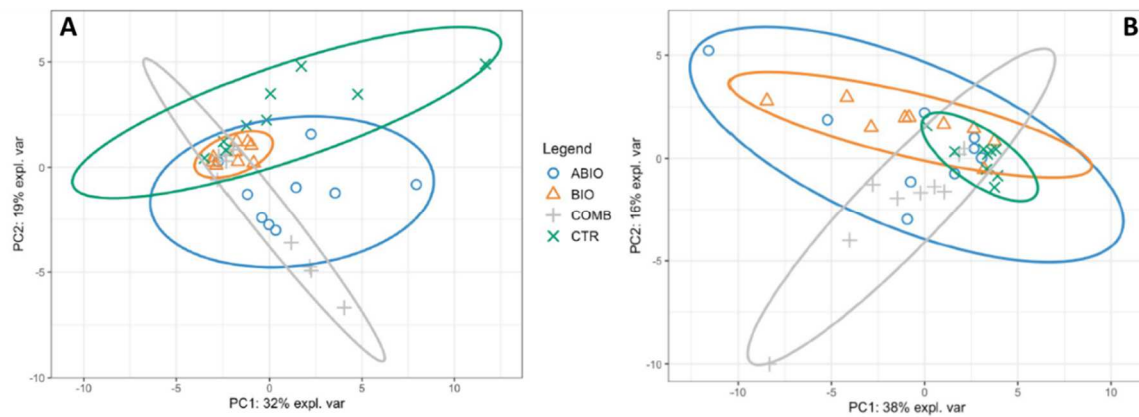 A
5
0
-5
-10
-10
-5
0
5
10
PC2: 19% expl. var
PC1: 32% expl. var
Legend
ABIO
BIO
COMB
CTR
B
5
0
-5
-10
-10
-5
0
5
10
PC2: 16% expl. var
PC1: 38% expl. var